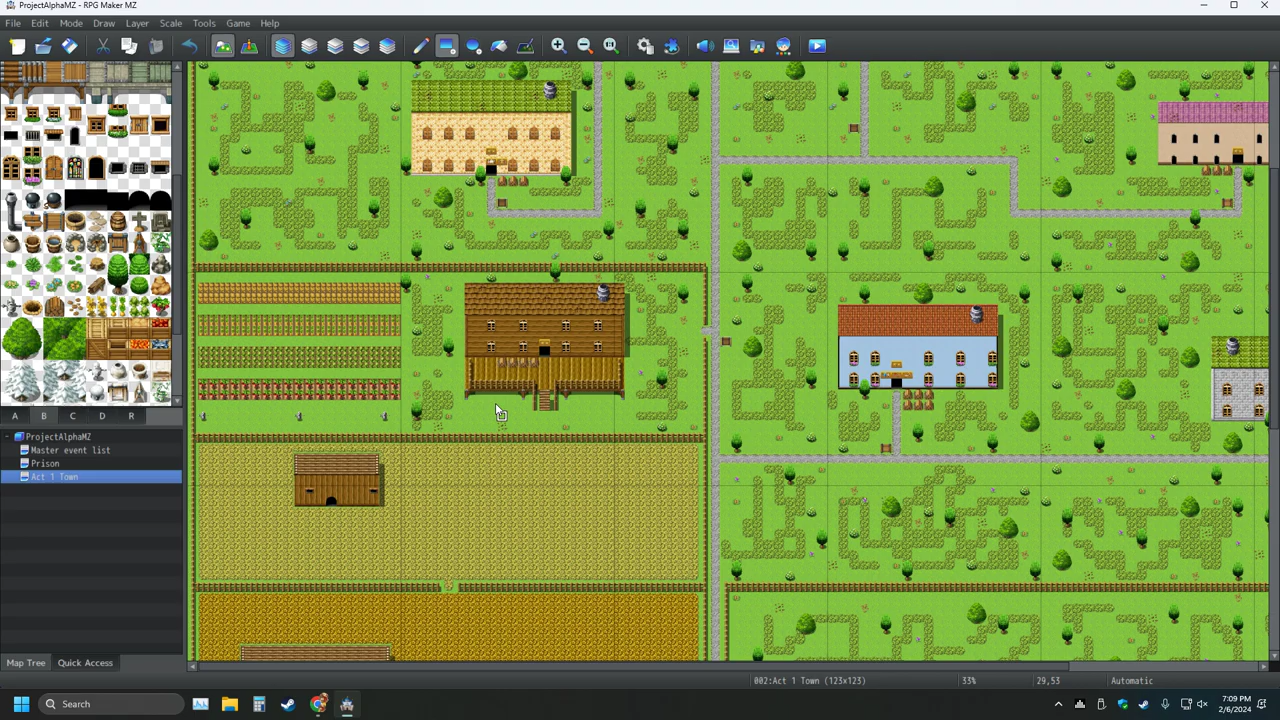 ProjectAlphaMZ - RPG Maker MZ
File Edit Mode Draw Layer Scale Tools Game Help
A B C D R
ProjectAlphaMZ
Master event list
Prison
Act 1 Town
Map Tree Quick Access
002:Act 1 Town (123x123) 33% 29,53 Automatic
Search
7:09 PM
2/6/2024